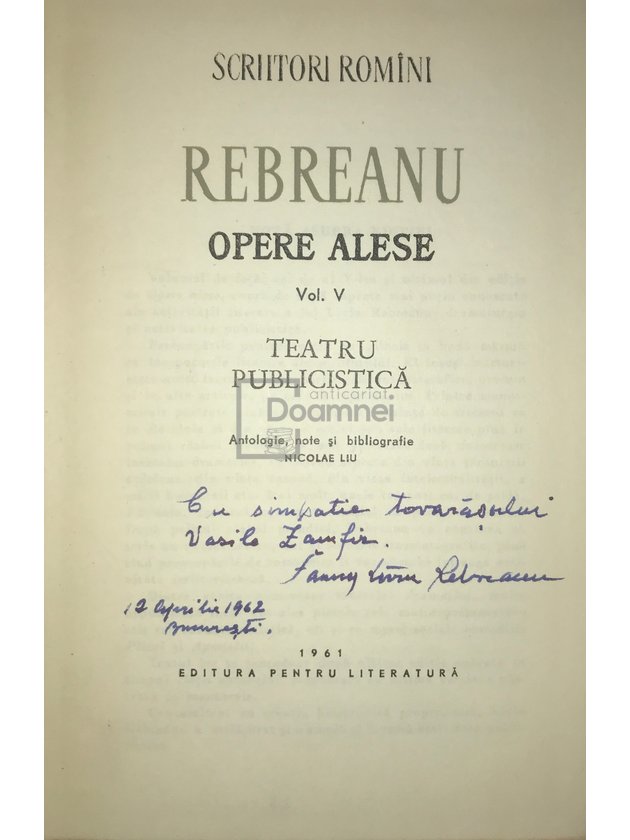 SCRIITORI ROMÎNI
REBREANU
OPERE ALESE
Vol. V
TEATRU
PUBLICISTICĂ
anticariat
Doamnei
Antologie, note și bibliografie
NICOLAE LIU
Cu simpatie tovarășului
Vasile Zamfir.
Fanny Liviu Rebreanu
12 Aprilie 1962
București.
1961
EDITURA PENTRU LITERATURĂ